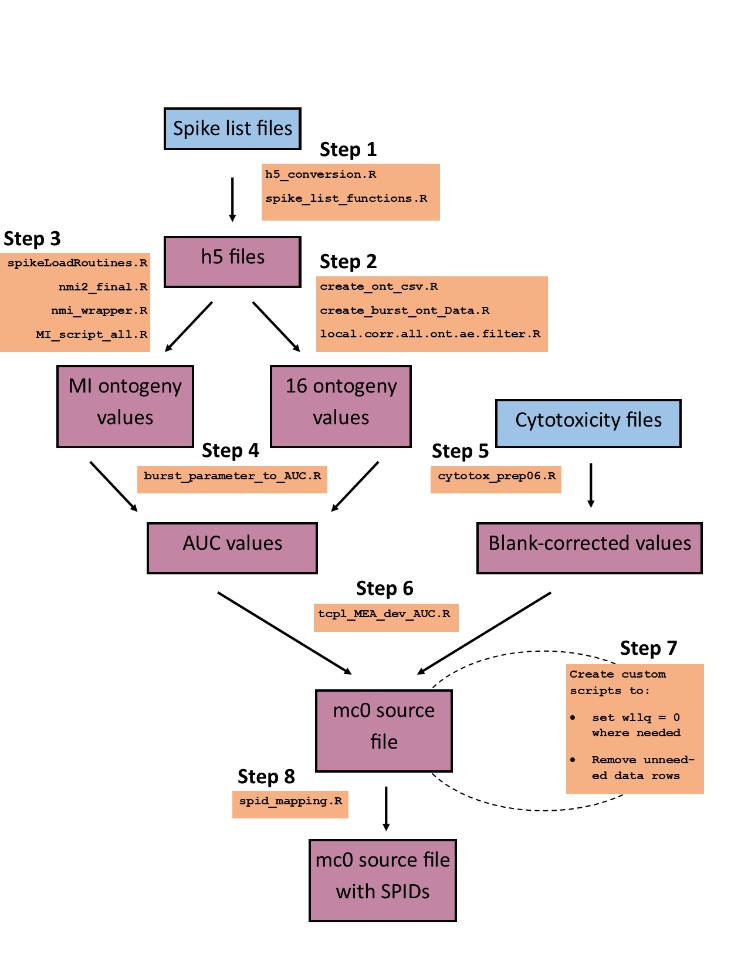 Spike list files
Step 1
h5_conversion.R
spike_list_functions.R
Step 3
spikeLoadRoutines.R
nmi2_final.R
nmi_wrapper.R
MI_script_all.R
h5 files
Step 2
create_ont_csv.R
create_burst_ont_Data.R
local.corr.all.ont.ae.filter.R
MI ontogeny
values
16 ontogeny
values
Cytotoxicity files
Step 4
burst_parameter_to_AUC.R
Step 5
cytotox_prep06.R
AUC values
Blank-corrected values
Step 6
tcpl_MEA_dev_AUC.R
Step 7
Create custom
scripts to:
• set wllq = 0
where needed
• Remove unneed-
ed data rows
mc0 source
file
Step 8
spid_mapping.R
mc0 source file
with SPIDs